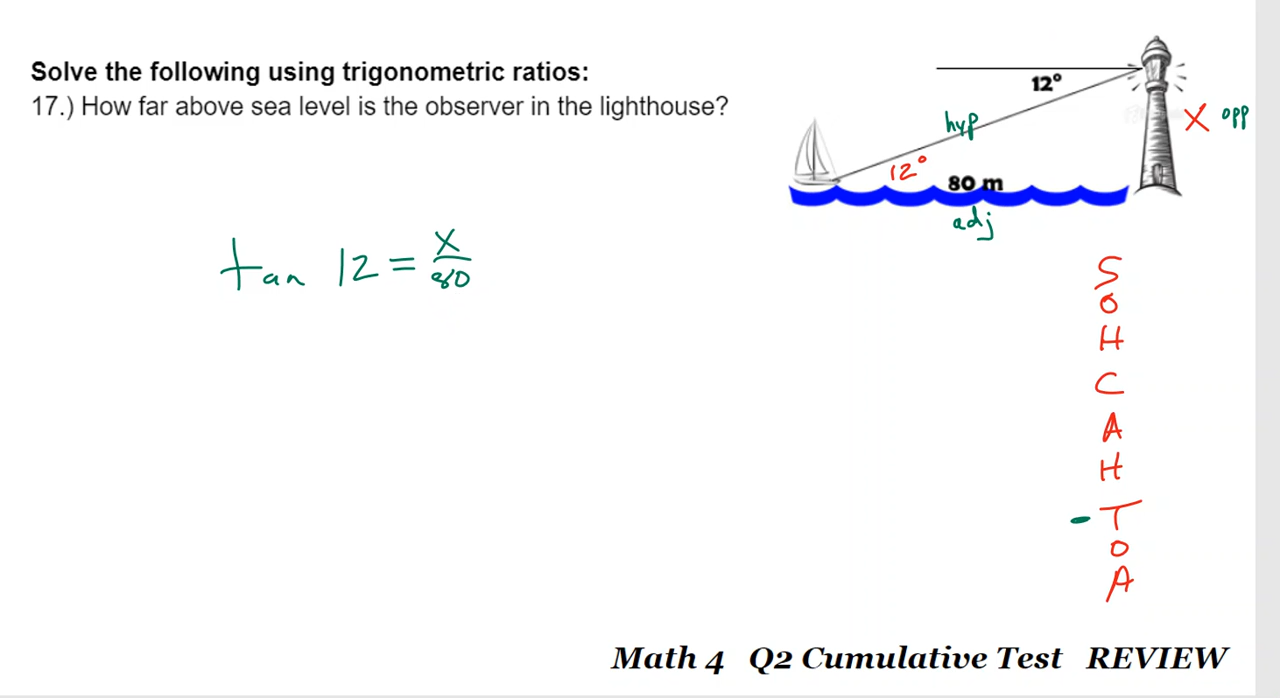 Solve the following using trigonometric ratios:
17.) How far above sea level is the observer in the lighthouse?
12°
hyp
X opp
12°
80 m
adj
tan 12 = X/80
S
O
H
C
A
H
- T
O
A
Math 4 Q2 Cumulative Test REVIEW